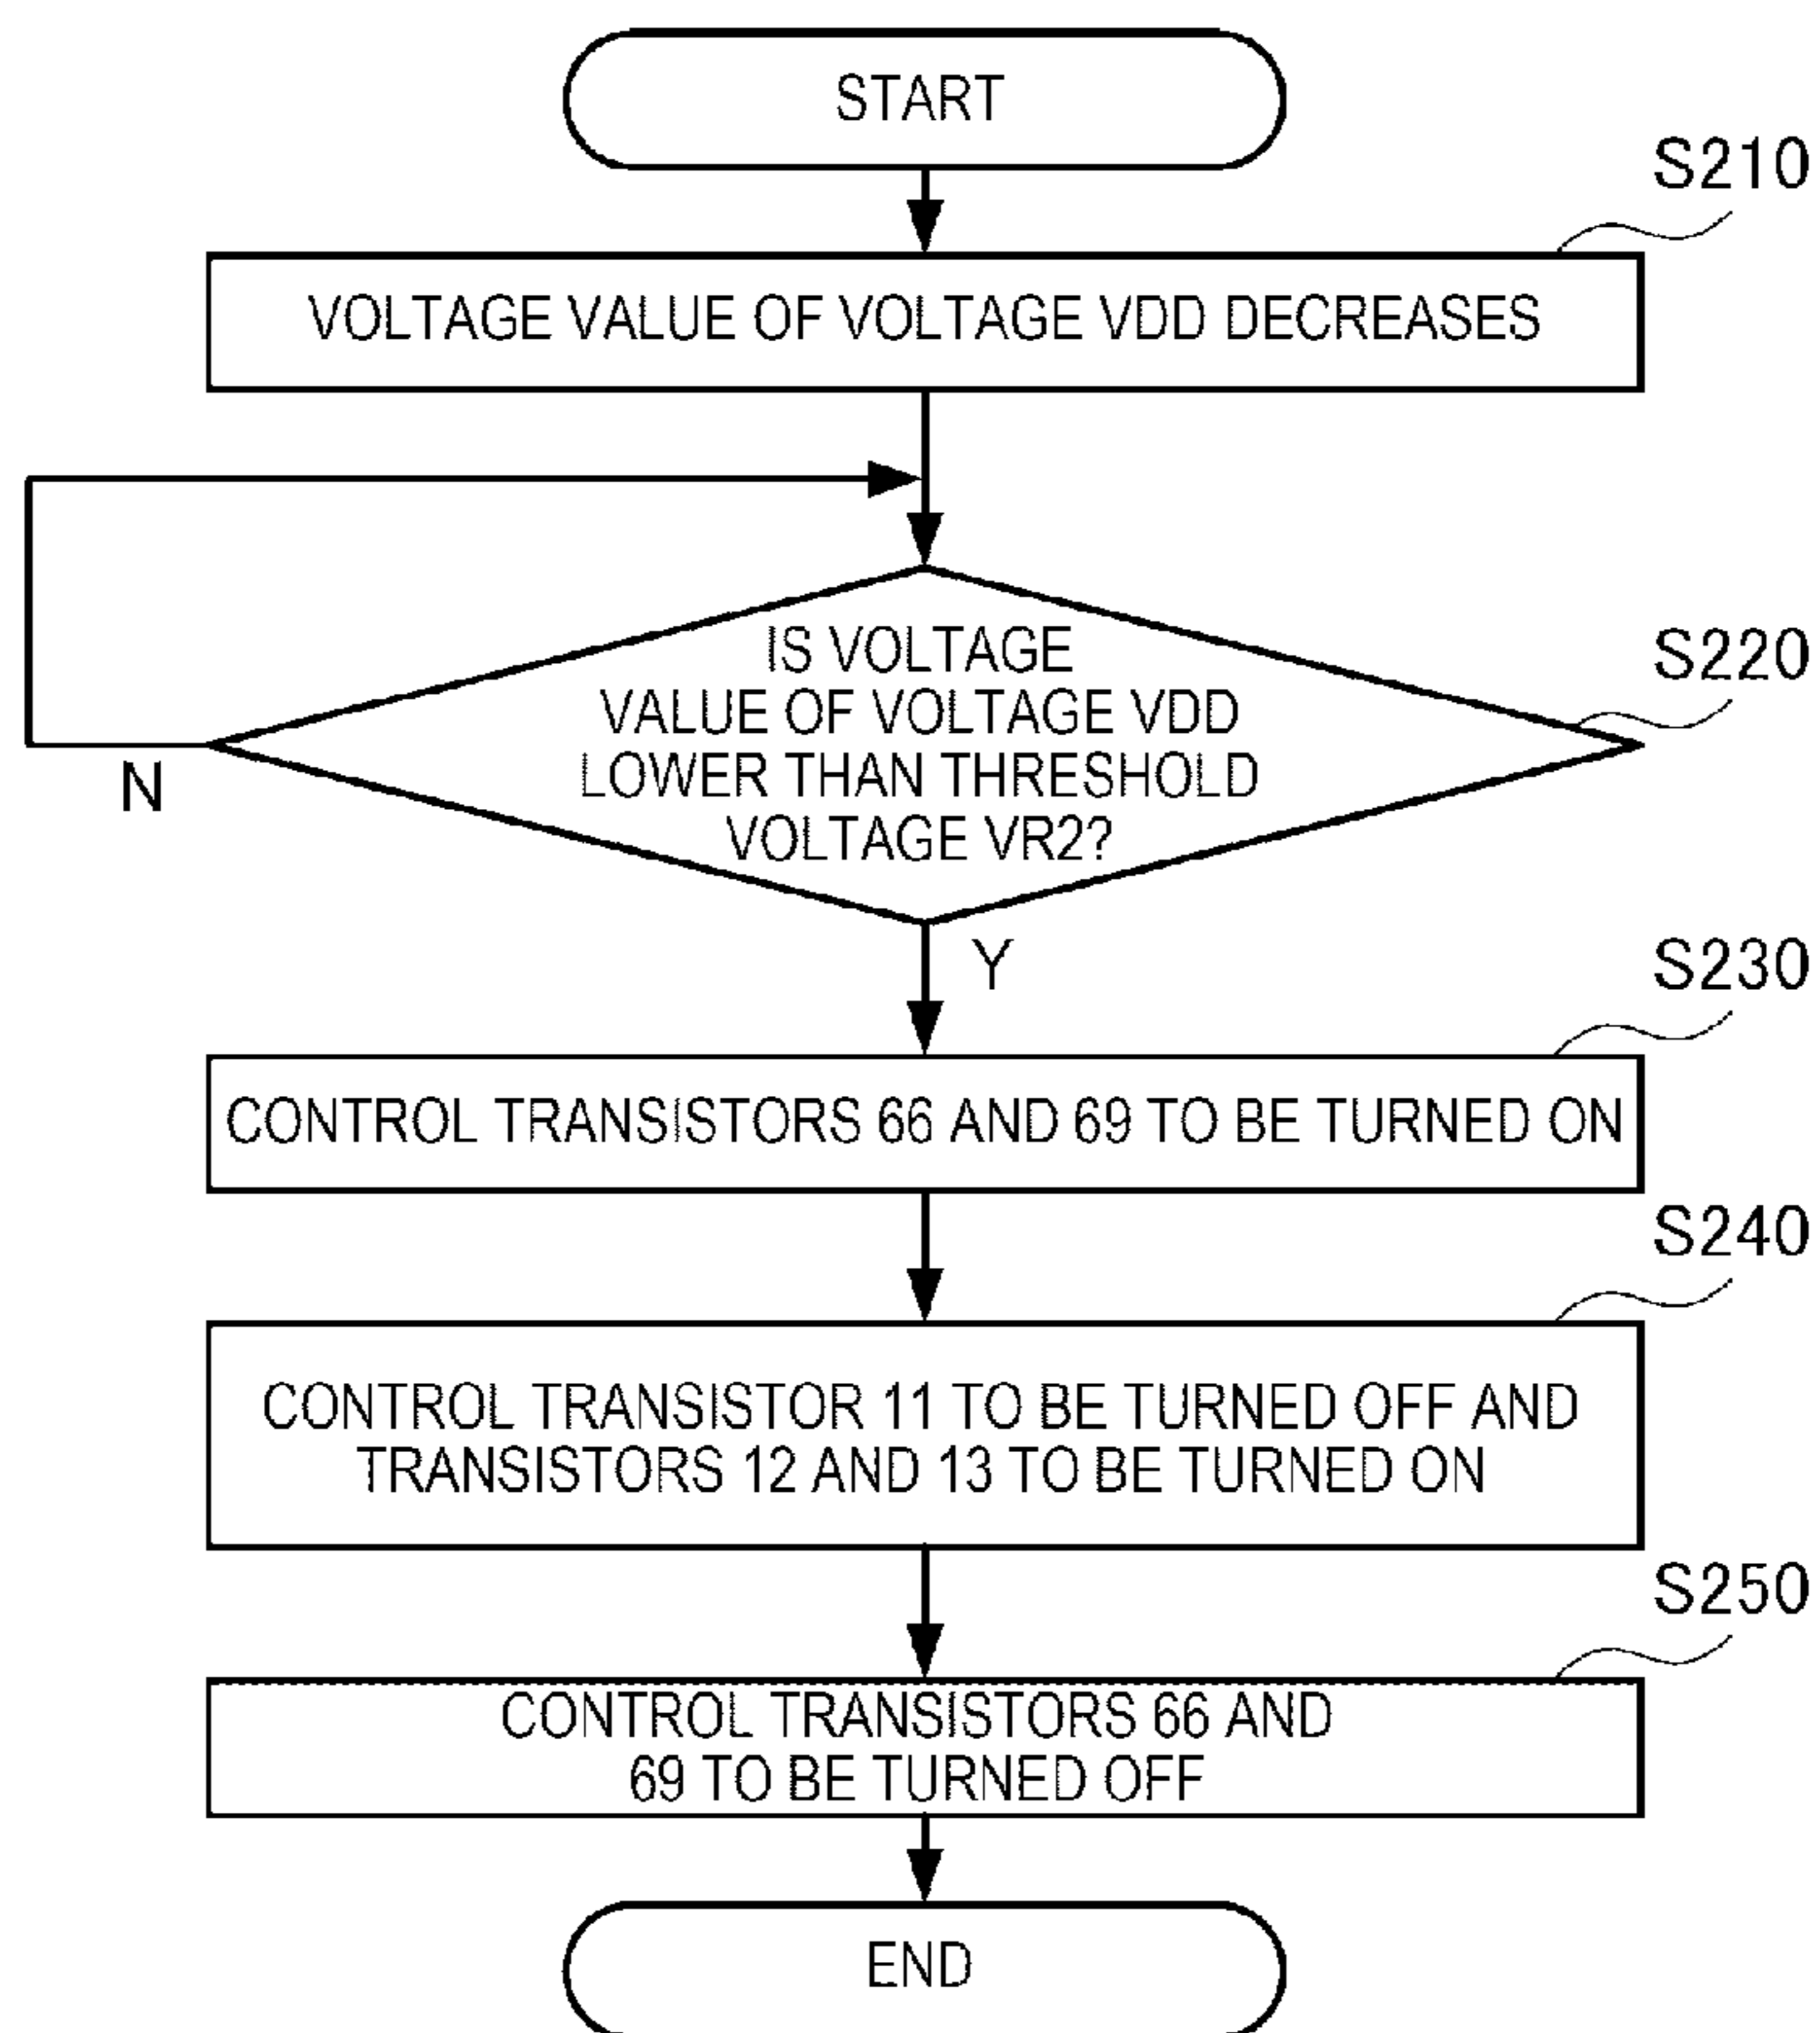 START
S210
VOLTAGE VALUE OF VOLTAGE VDD DECREASES
IS VOLTAGE
VALUE OF VOLTAGE VDD
LOWER THAN THRESHOLD
VOLTAGE VR2?
S220
N
Y
S230
CONTROL TRANSISTORS 66 AND 69 TO BE TURNED ON
S240
CONTROL TRANSISTOR 11 TO BE TURNED OFF AND
TRANSISTORS 12 AND 13 TO BE TURNED ON
S250
CONTROL TRANSISTORS 66 AND
69 TO BE TURNED OFF
END